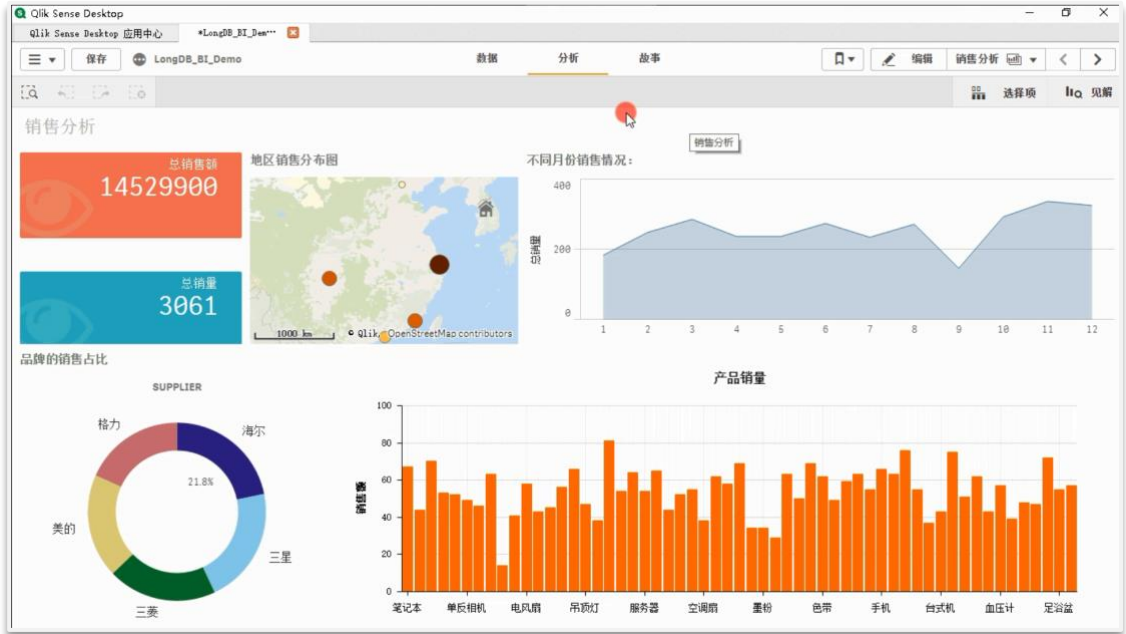 Qlik Sense Desktop
Qlik Sense Desktop 应用中心
*LongDB_BI_Dem···
保存
LongDB_BI_Demo
数据
分析
故事
编辑
销售分析
选择项
见解
销售分析
销售分析
总销售额
14529900
总销量
3061
地区销售分布图
1000 km
© Qlik, OpenStreetMap contributors
不同月份销售情况:
总销量
400
200
0
1 2 3 4 5 6 7 8 9 10 11 12
品牌的销售占比
SUPPLIER
格力
海尔
21.8%
美的
三星
三菱
产品销量
销售额
100
80
60
40
20
0
笔记本 单反相机 电风扇 吊顶灯 服务器 空调扇 墨粉 色带 手机 台式机 血压计 足浴盆